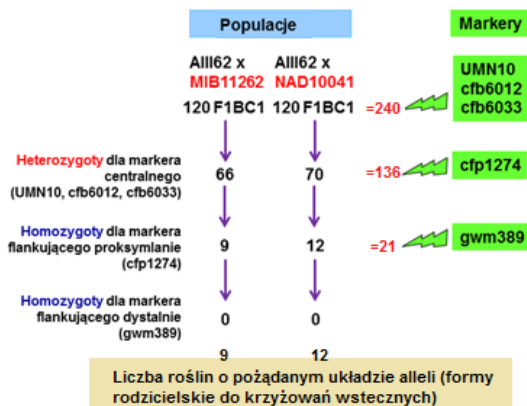 Populacje
Markery
AIII62 x AIII62 x
MIB11262 NAD10041
120 F1BC1 120 F1BC1 =240
UMN10
cfb6012
cfb6033
Heterozygoty dla markera
centralnego
(UMN10, cfb6012, cfb6033)
66 70 =136
cfp1274
Homozygoty dla markera
flankującego proksymlanie
(cfp1274)
9 12 =21
gwm389
Homozygoty dla markera
flankującego dystalnie
(gwm389)
0 0
9 12
Liczba roślin o pożądanym układzie alleli (formy
rodzicielskie do krzyżowań wstecznych)